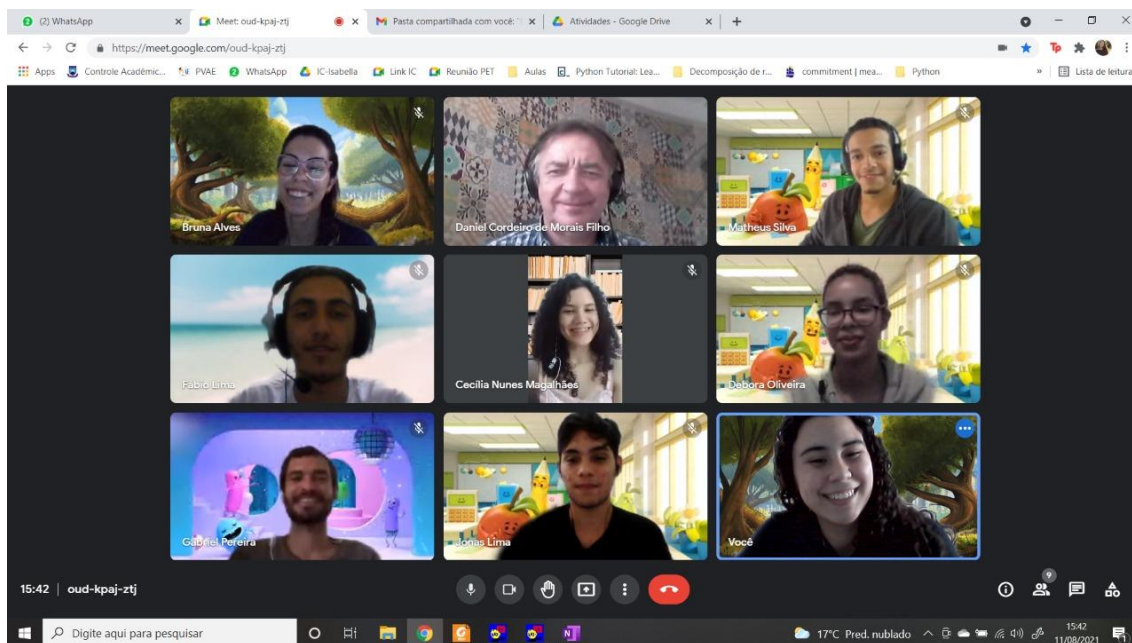 (2) WhatsApp
Meet: oud-kpaj-ztj
Pasta compartilhada com você: "
Atividades - Google Drive
https://meet.google.com/oud-kpaj-ztj
Apps
Controle Acadêmic...
PVAE
WhatsApp
IC-Isabella
Link IC
Reunião PET
Aulas
Python Tutorial: Lea...
Decomposição de r...
commitment | mea...
Python
»
Lista de leitura
Bruna Alves
Daniel Cordeiro de Morais Filho
Matheus Silva
Fábio Lima
Cecília Nunes Magalhães
Debora Oliveira
Gabriel Pereira
Jonas Lima
Você
15:42 | oud-kpaj-ztj
9
Digite aqui para pesquisar
17°C Pred. nublado
15:42
11/08/2021